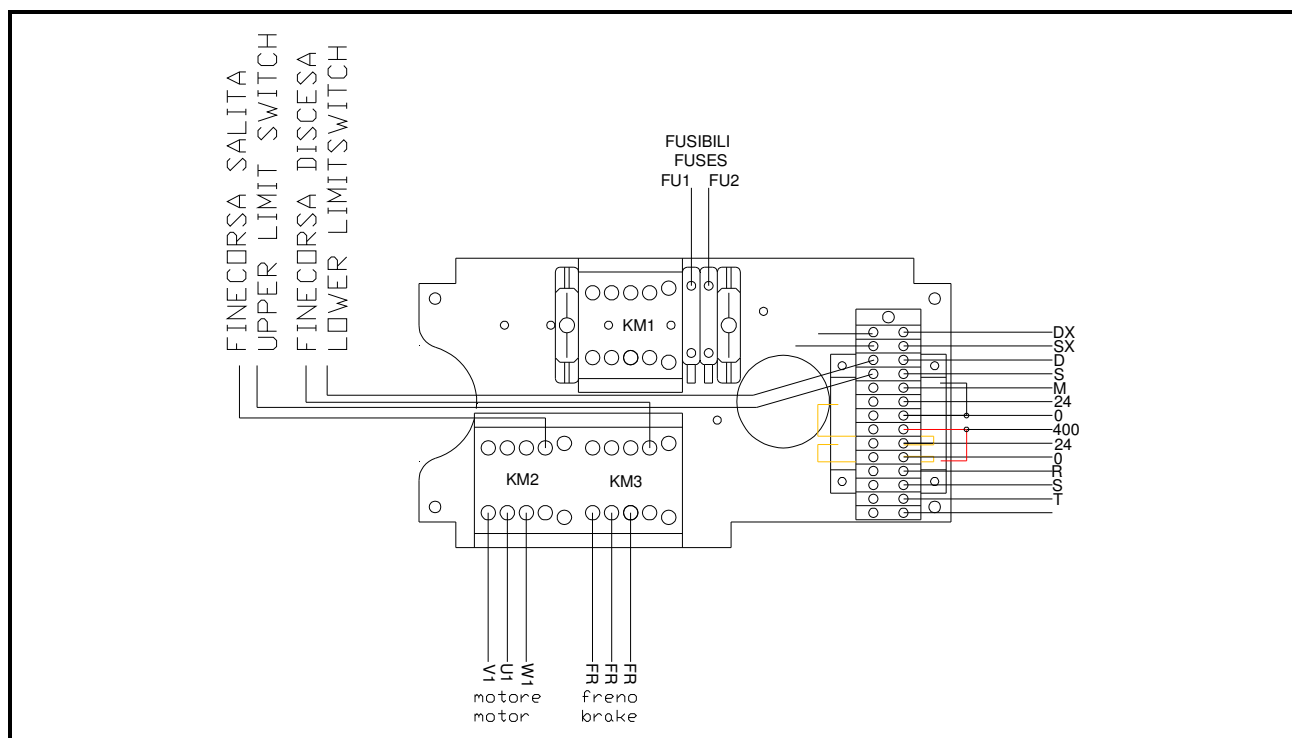 FINECORSA SALITA
UPPER LIMIT SWITCH
FINECORSA DISCESA
LOWER LIMITSWITCH
FUSIBILI
FUSES
FU1 FU2
KM1
DX
SX
D
S
M
24
0
400
24
0
R
S
T
KM2 KM3
V1 U1 W1 FR FR FR
motore freno
motor brake